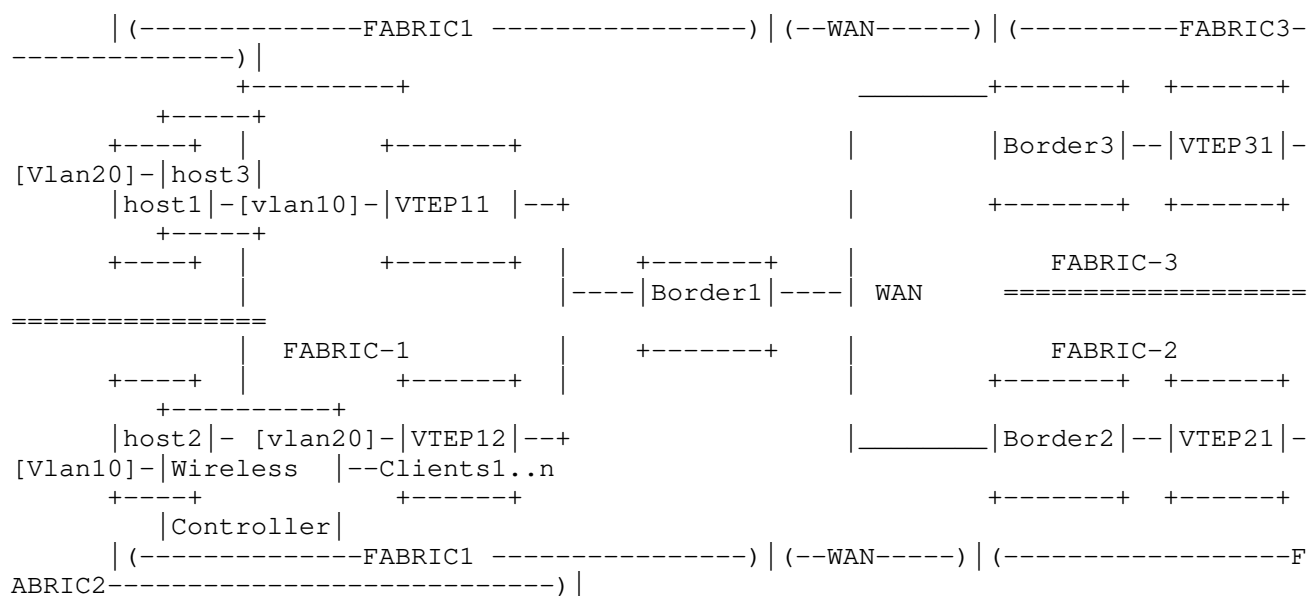 |(--------------FABRIC1 ----------------)|(--WAN------)|(----------FABRIC3-
--------------)|
+---------+ ________+-------+ +------+
+-----+
+----+ | +-------+ | |Border3|--|VTEP31|-
[Vlan20]-|host3|
|host1|-[vlan10]-|VTEP11 |--+ | +-------+ +------+
+-----+
+----+ | +-------+ | +-------+ | FABRIC-3
| |----|Border1|----| WAN ===================
================
| FABRIC-1 | +-------+ | FABRIC-2
+----+ | +------+ | | +-------+ +------+
+----------+
|host2|- [vlan20]-|VTEP12|--+ |________|Border2|--|VTEP21|-
[Vlan10]-|Wireless |--Clients1..n
+----+ +------+ +-------+ +------+
|Controller|
|(--------------FABRIC1 ----------------)|(--WAN-----)|(------------------F
ABRIC2----------------------------)|